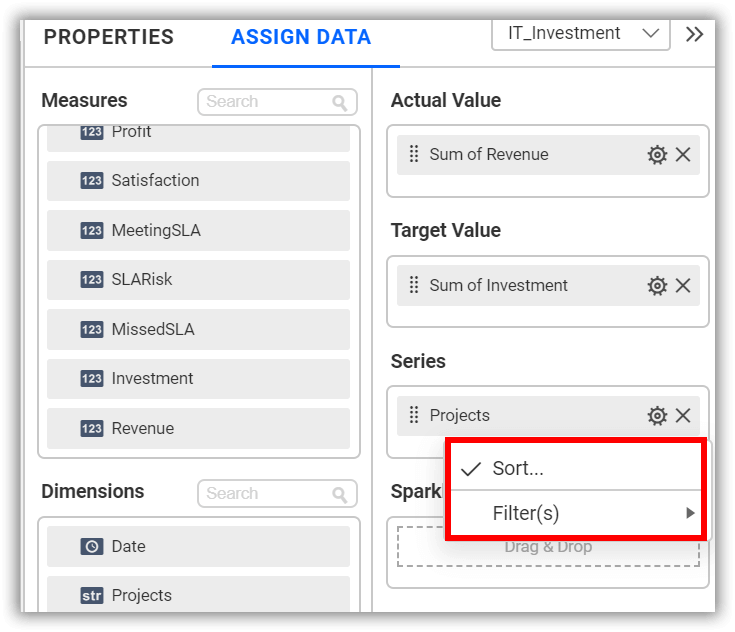 PROPERTIES
ASSIGN DATA
IT_Investment
Measures
Search
123 Profit
123 Satisfaction
123 MeetingSLA
123 SLARisk
123 MissedSLA
123 Investment
123 Revenue
Dimensions
Search
Date
str Projects
Actual Value
Sum of Revenue
Target Value
Sum of Investment
Series
Projects
Sort...
Filter(s)
Spark
Drag & Drop